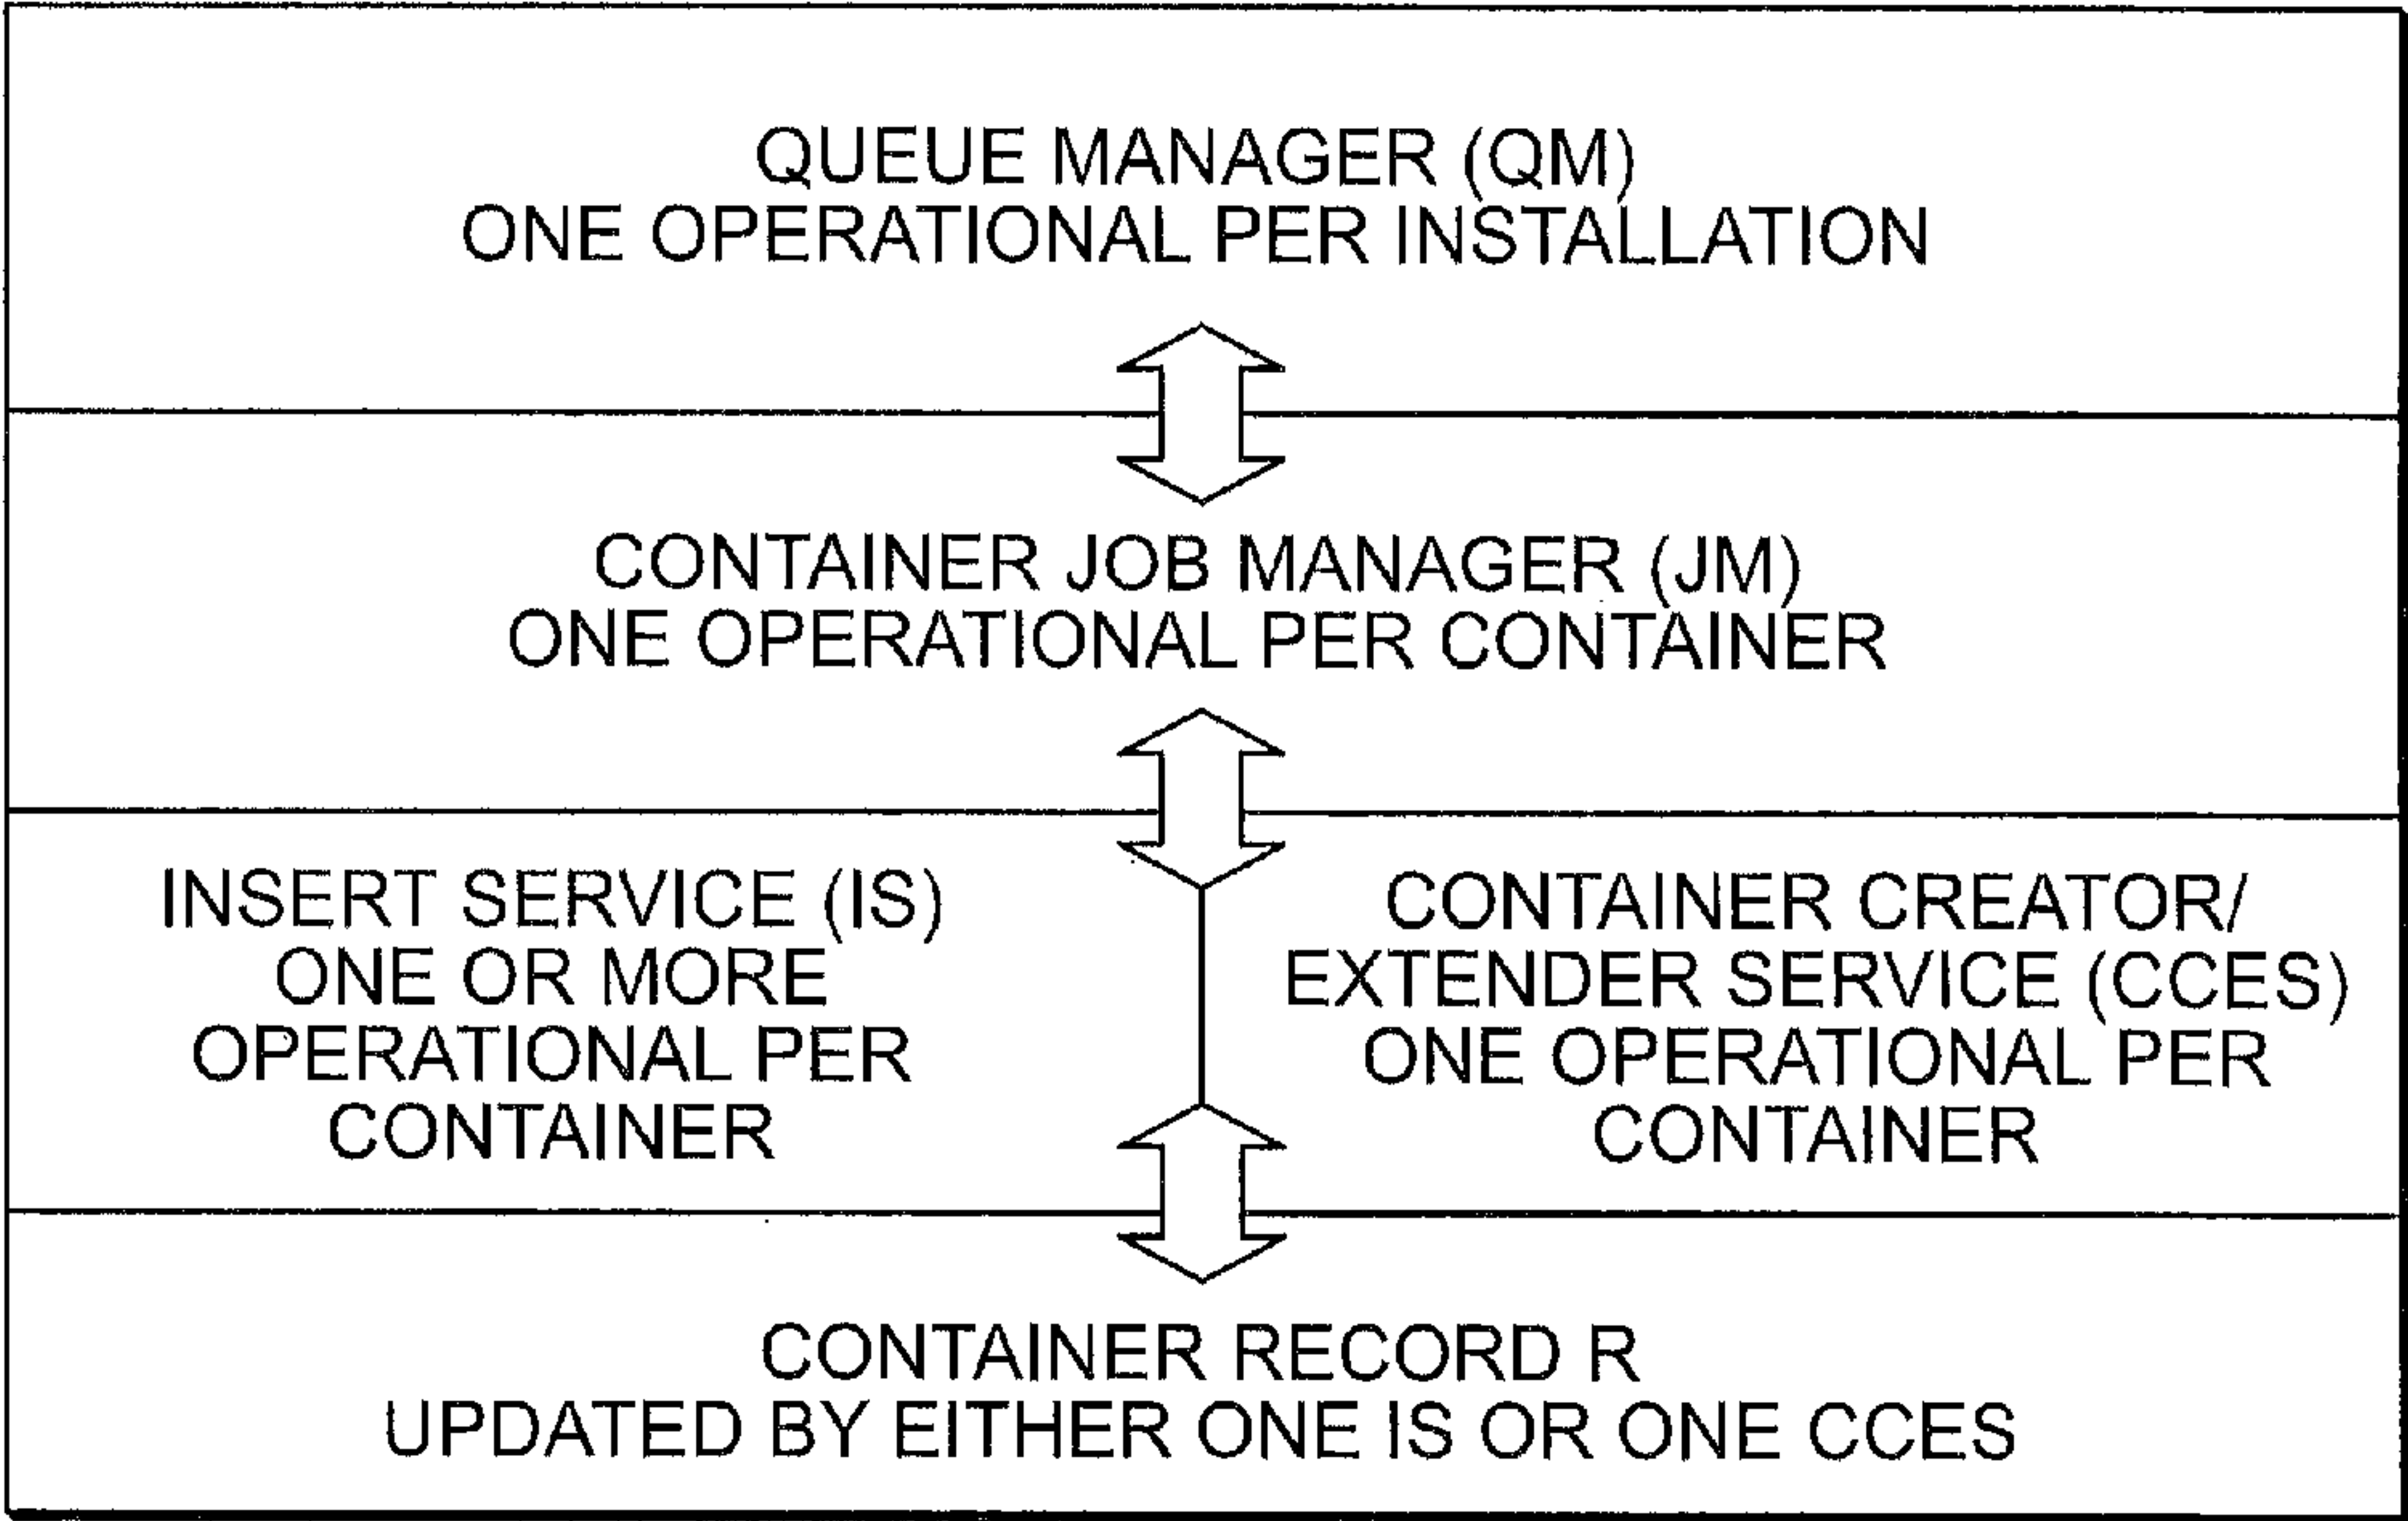 QUEUE MANAGER (QM)
ONE OPERATIONAL PER INSTALLATION
CONTAINER JOB MANAGER (JM)
ONE OPERATIONAL PER CONTAINER
INSERT SERVICE (IS)
ONE OR MORE
OPERATIONAL PER
CONTAINER
CONTAINER CREATOR/
EXTENDER SERVICE (CCES)
ONE OPERATIONAL PER
CONTAINER
CONTAINER RECORD R
UPDATED BY EITHER ONE IS OR ONE CCES